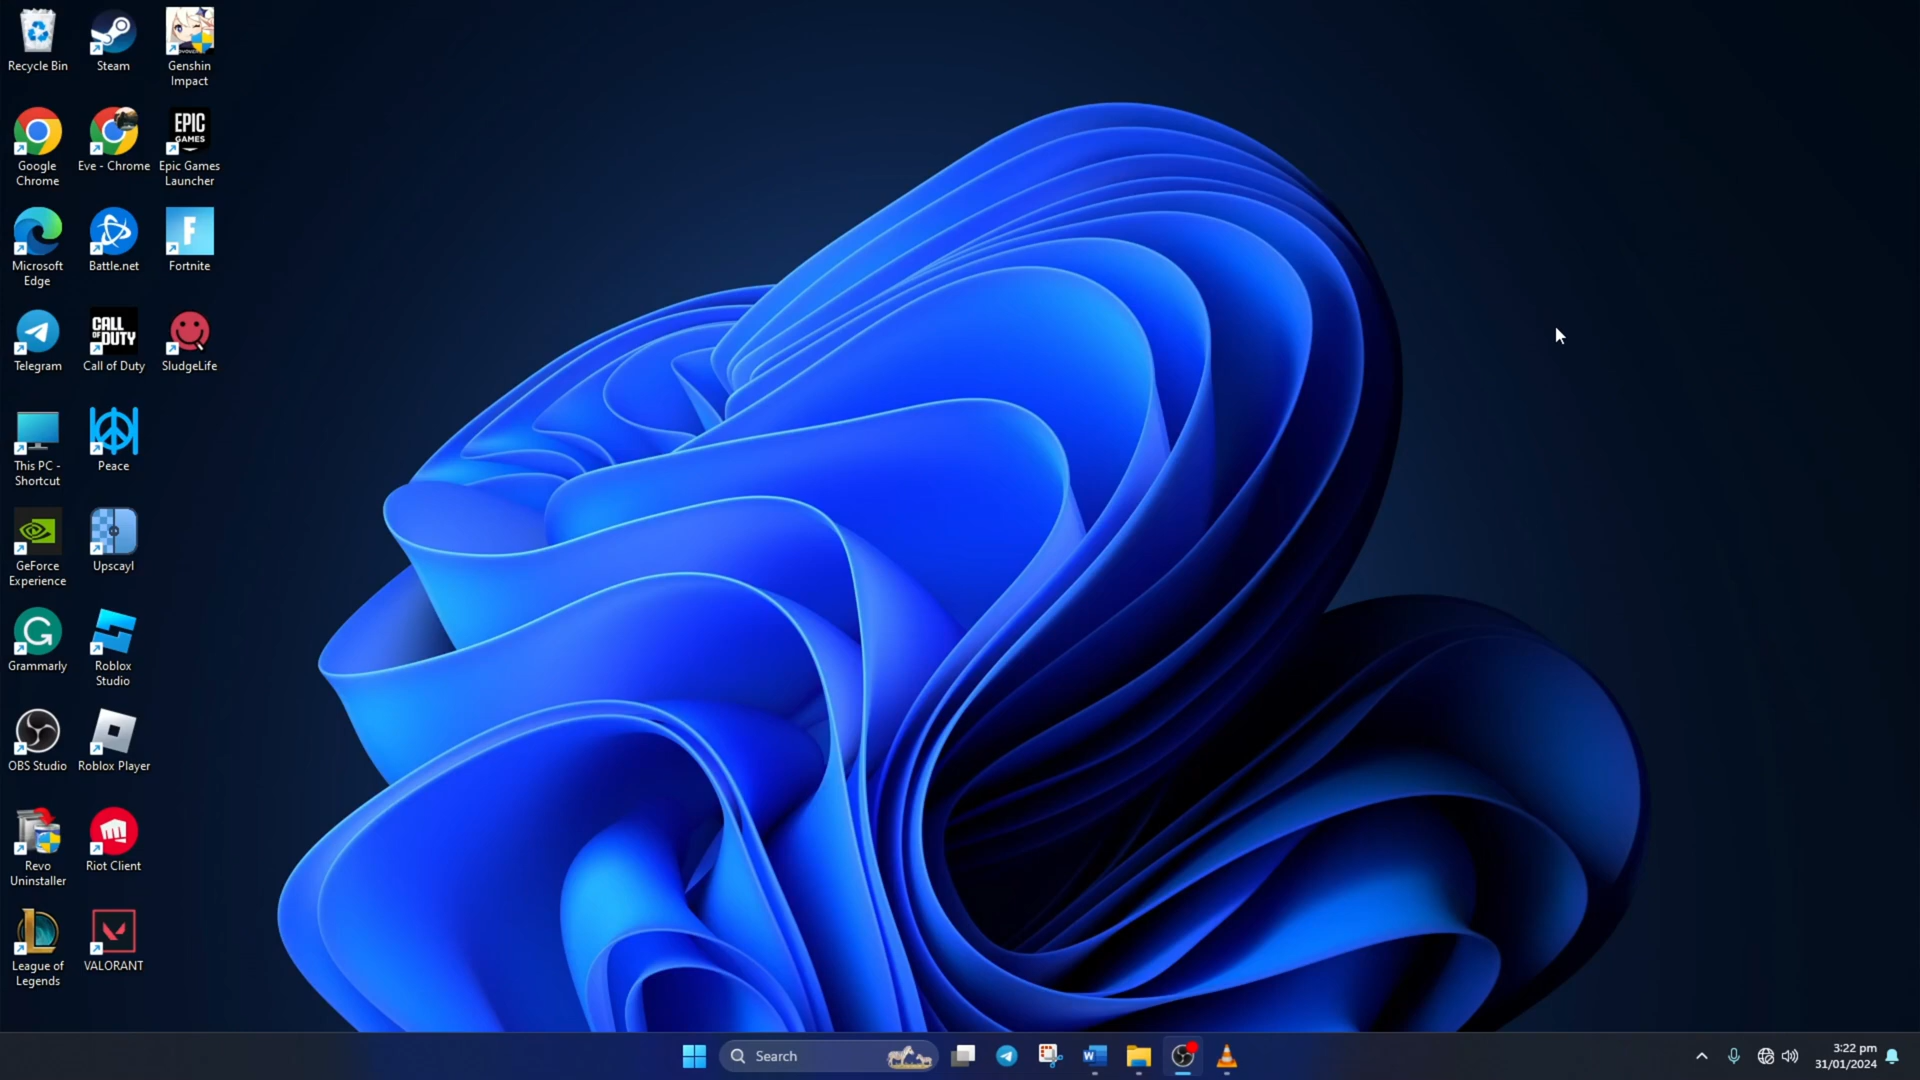 Recycle Bin
Steam
Genshin
Impact
Google
Chrome
Eve - Chrome
EPIC
GAMES
Epic Games
Launcher
Microsoft
Edge
Battle.net
F
Fortnite
Telegram
CALL
OF DUTY
Call of Duty
SludgeLife
This PC -
Shortcut
Peace
GeForce
Experience
Upscayl
G
Grammarly
Roblox
Studio
OBS Studio
Roblox Player
Revo
Uninstaller
Riot Client
League of
Legends
VALORANT
Search
W
3:22 pm
31/01/2024